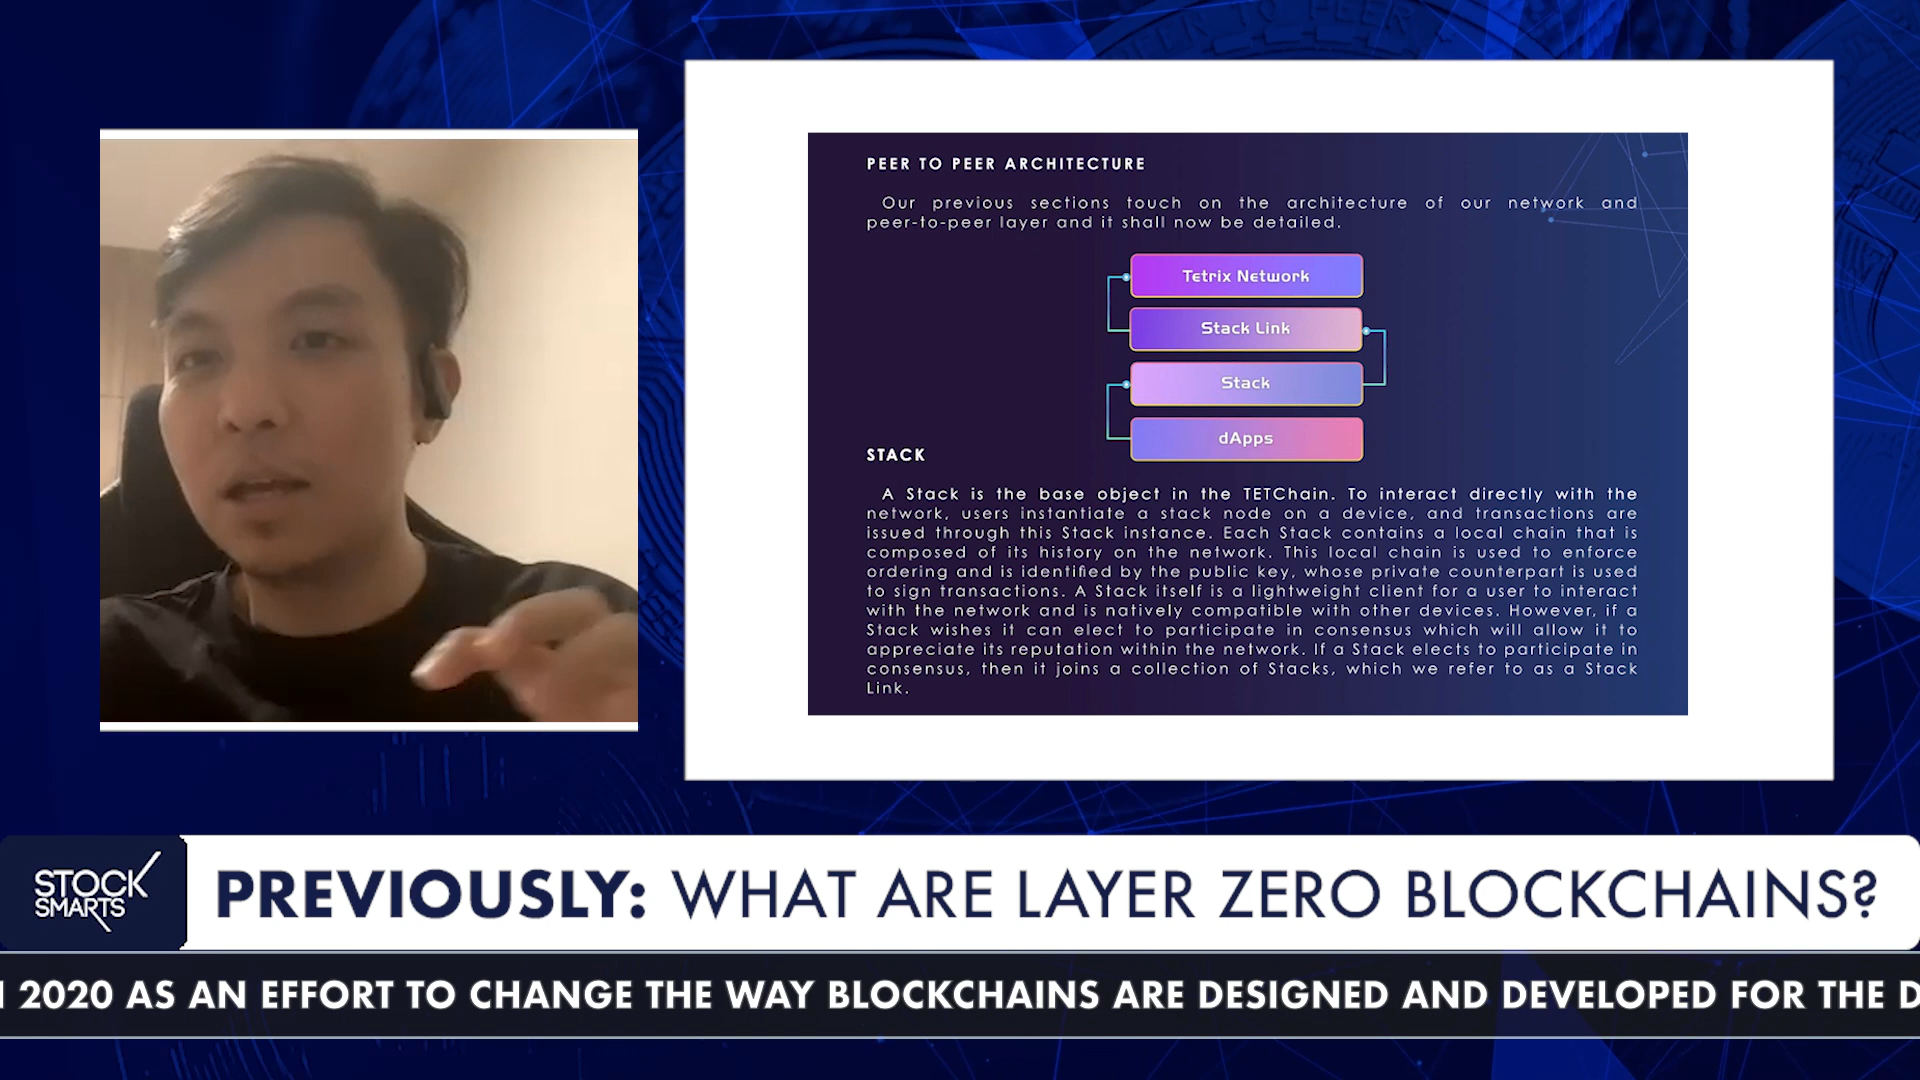 PEER TO PEER ARCHITECTURE
Our previous sections touch on the architecture of our network and
peer-to-peer layer and it shall now be detailed.
Tetrix Network
Stack Link
Stack
dApps
STACK
A Stack is the base object in the TETChain. To interact directly with the
network, users instantiate a stack node on a device, and transactions are
issued through this Stack instance. Each Stack contains a local chain that is
composed of its history on the network. This local chain is used to enforce
ordering and is identified by the public key, whose private counterpart is used
to sign transactions. A Stack itself is a lightweight client for a user to interact
with the network and is natively compatible with other devices. However, if a
Stack wishes it can elect to participate in consensus which will allow it to
appreciate its reputation within the network. If a Stack elects to participate in
consensus, then it joins a collection of Stacks, which we refer to as a Stack
Link.
STOCK
SMARTS
PREVIOUSLY: WHAT ARE LAYER ZERO BLOCKCHAINS?
2020 AS AN EFFORT TO CHANGE THE WAY BLOCKCHAINS ARE DESIGNED AND DEVELOPED FOR THE